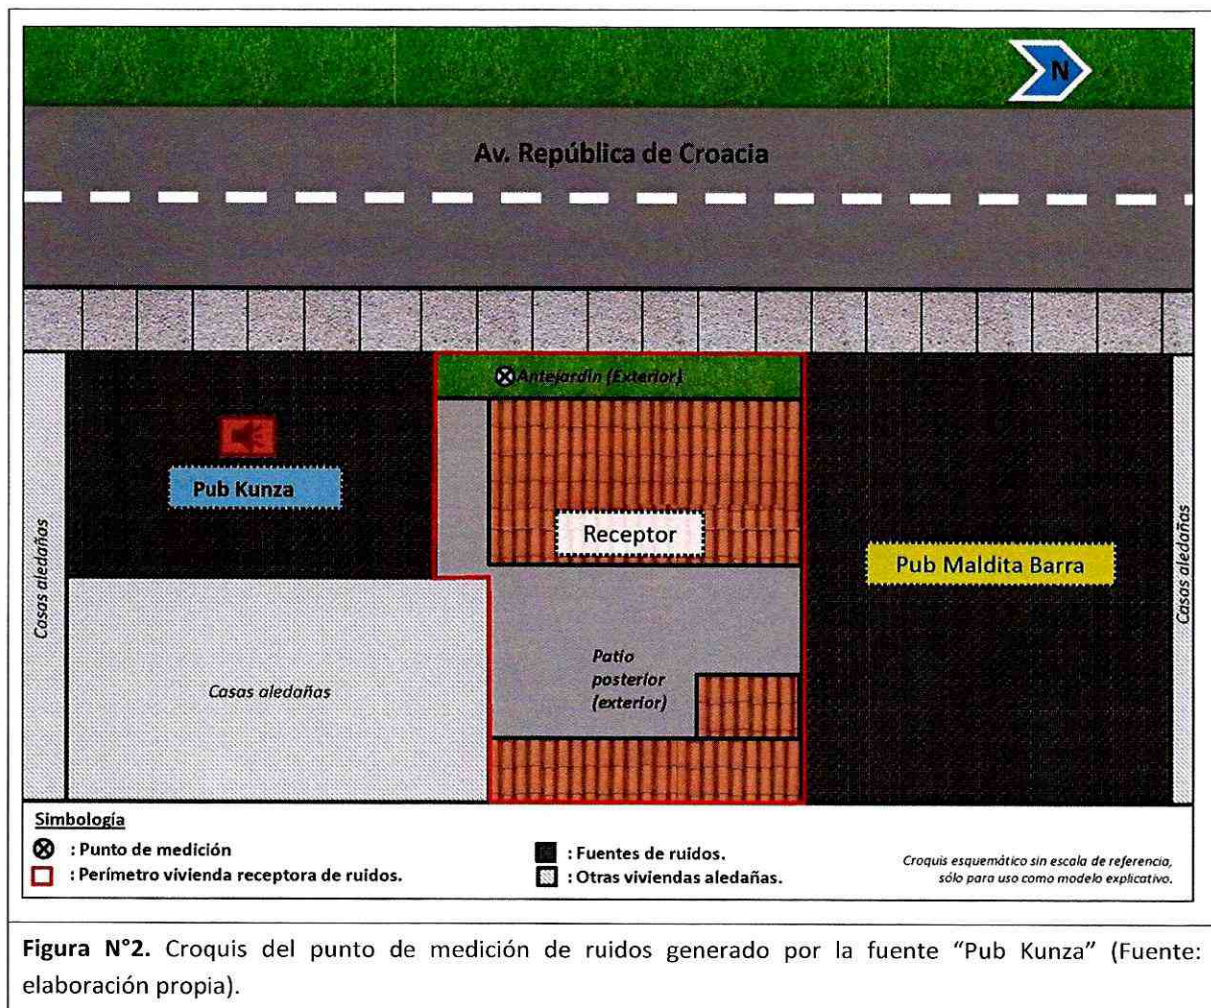 N
Av. República de Croacia
Antejardín (Exterior)
Pub Kunza
Receptor
Pub Maldita Barra
Casas aledañas
Casas aledañas
Casas aledañas
Patio
posterior
(exterior)
Simbología
: Punto de medición
: Perímetro vivienda receptora de ruidos.
: Fuentes de ruidos.
: Otras viviendas aledañas.
Croquis esquemático sin escala de referencia,
sólo para uso como modelo explicativo.
Figura N°2. Croquis del punto de medición de ruidos generado por la fuente “Pub Kunza” (Fuente:
elaboración propia).